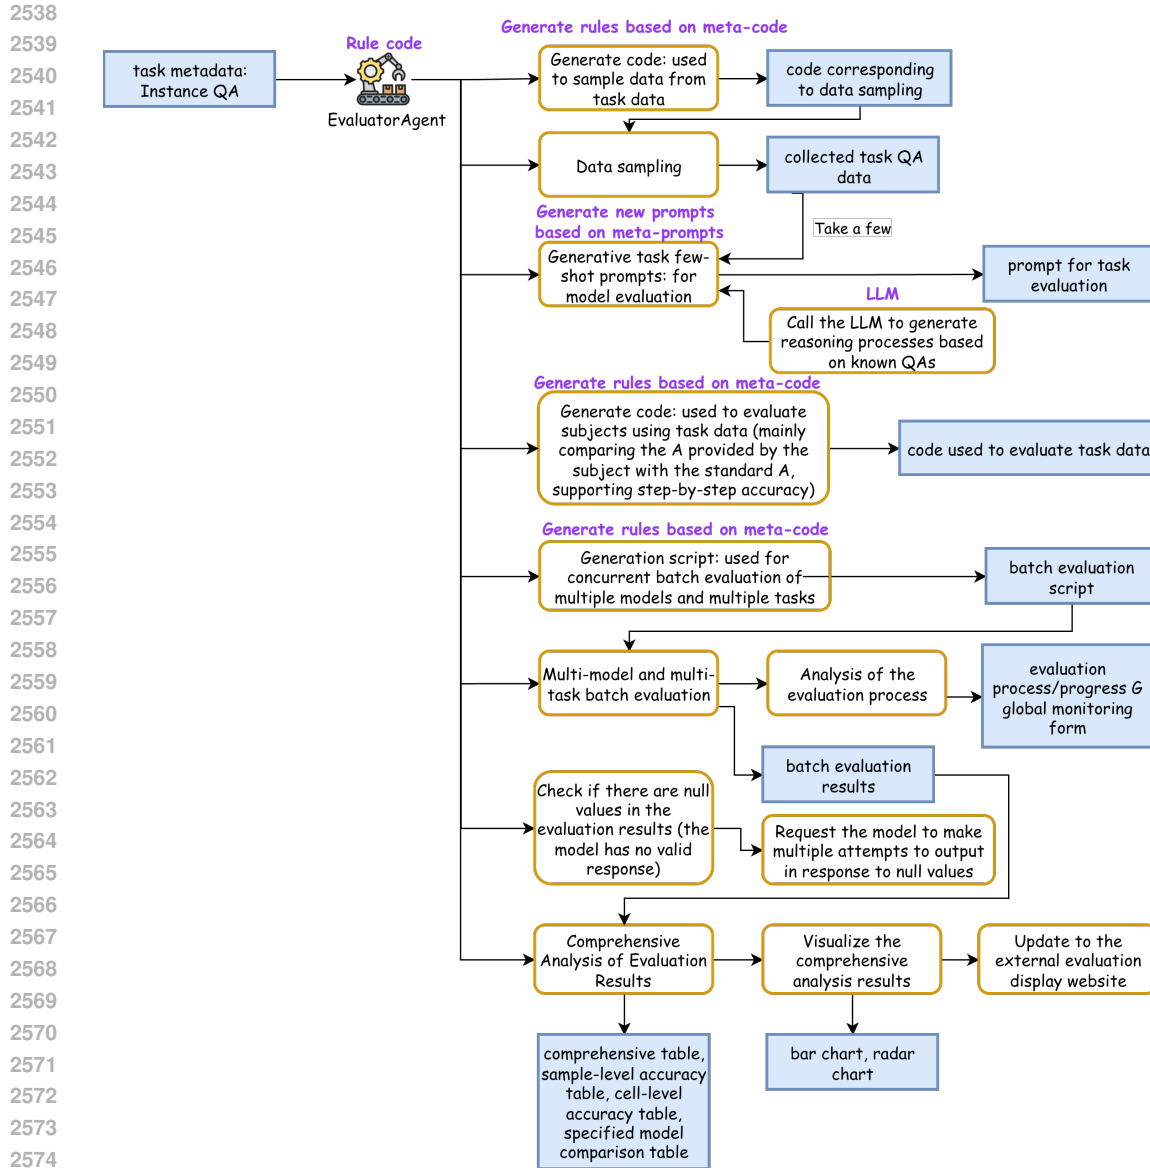 2538
2539
2540
2541
2542
2543
2544
2545
2546
2547
2548
2549
2550
2551
2552
2553
2554
2555
2556
2557
2558
2559
2560
2561
2562
2563
2564
2565
2566
2567
2568
2569
2570
2571
2572
2573
2574
task metadata:
Instance QA
Rule code
EvaluatorAgent
Generate rules based on meta-code
Generate code: used
to sample data from
task data
code corresponding
to data sampling
Data sampling
collected task QA
data
Take a few
Generate new prompts
based on meta-prompts
Generative task few-
shot prompts: for
model evaluation
prompt for task
evaluation
LLM
Call the LLM to generate
reasoning processes based
on known QAs
Generate rules based on meta-code
Generate code: used to evaluate
subjects using task data (mainly
comparing the A provided by the
subject with the standard A,
supporting step-by-step accuracy)
code used to evaluate task data
Generate rules based on meta-code
Generation script: used for
concurrent batch evaluation of
multiple models and multiple tasks
batch evaluation
script
Multi-model and multi-
task batch evaluation
Analysis of the
evaluation process
evaluation
process/progress G
global monitoring
form
batch evaluation
results
Check if there are null
values in the
evaluation results (the
model has no valid
response)
Request the model to make
multiple attempts to output
in response to null values
Comprehensive
Analysis of Evaluation
Results
Visualize the
comprehensive
analysis results
Update to the
external evaluation
display website
comprehensive table,
sample-level accuracy
table, cell-level
accuracy table,
specified model
comparison table
bar chart, radar
chart